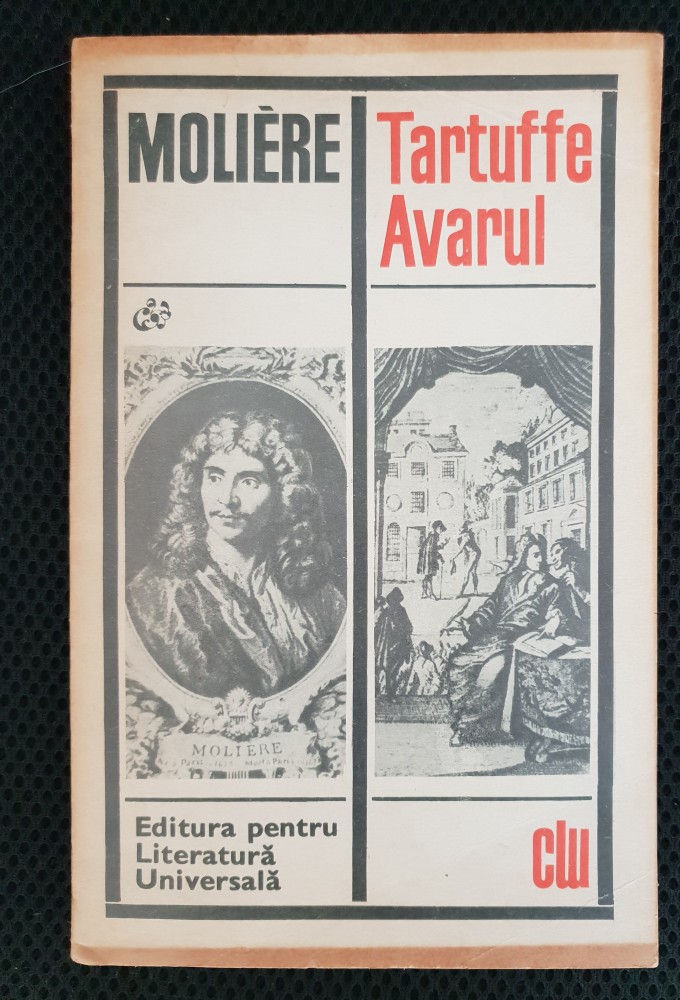 MOLIÈRE
Tartuffe
Avarul
MOLIERE
Editura pentru
Literatură
Universală
clu